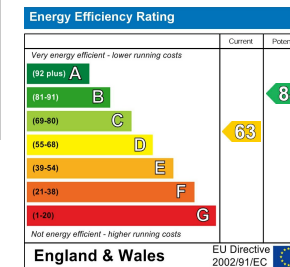 Energy Efficiency Rating
Current
Very energy efficient - lower running costs
(92 plus) A
(81-91) B
8
(69-80) C
63
(55-68) D
(39-54) E
(21-38) F
(1-20) G
Not energy efficient - higher running costs
England & Wales
EU Directive
2002/91/EC